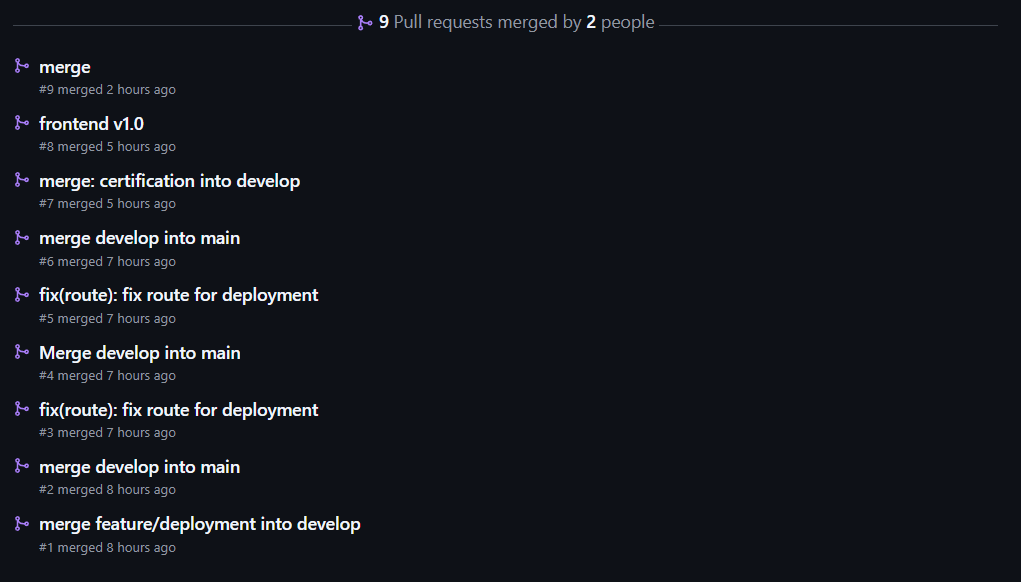 9 Pull requests merged by 2 people
merge
#9 merged 2 hours ago
frontend v1.0
#8 merged 5 hours ago
merge: certification into develop
#7 merged 5 hours ago
merge develop into main
#6 merged 7 hours ago
fix(route): fix route for deployment
#5 merged 7 hours ago
Merge develop into main
#4 merged 7 hours ago
fix(route): fix route for deployment
#3 merged 7 hours ago
merge develop into main
#2 merged 8 hours ago
merge feature/deployment into develop
#1 merged 8 hours ago